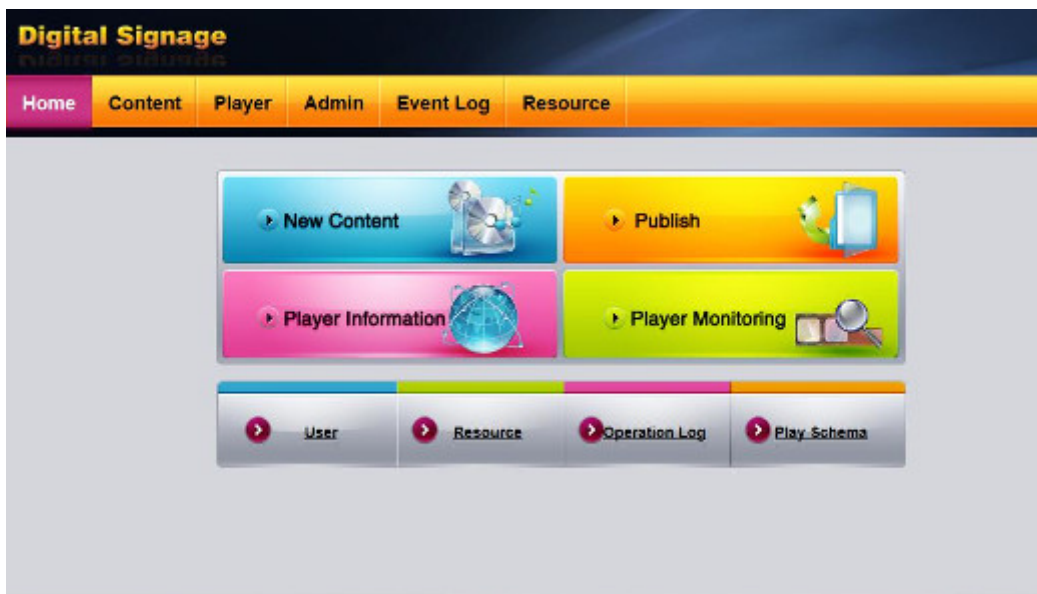 Digital Signage
Home Content Player Admin Event Log Resource
New Content Publish
Player Information Player Monitoring
User Resource Operation Log Play Schema